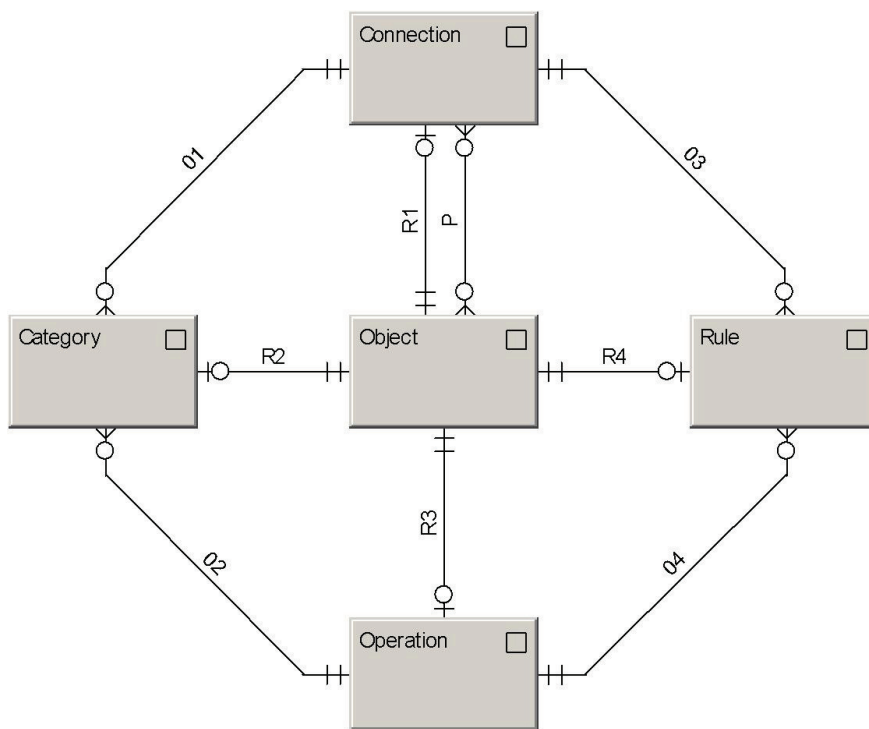 Connection
01
03
R1
P
Category
R2
Object
R4
Rule
R3
02
04
Operation